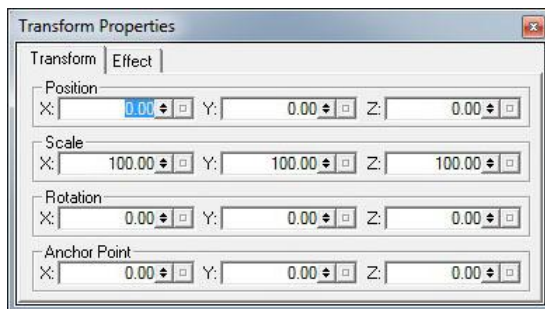 Transform Properties
Transform Effect
Position
X: 0.00 Y: 0.00 Z: 0.00
Scale
X: 100.00 Y: 100.00 Z: 100.00
Rotation
X: 0.00 Y: 0.00 Z: 0.00
Anchor Point
X: 0.00 Y: 0.00 Z: 0.00